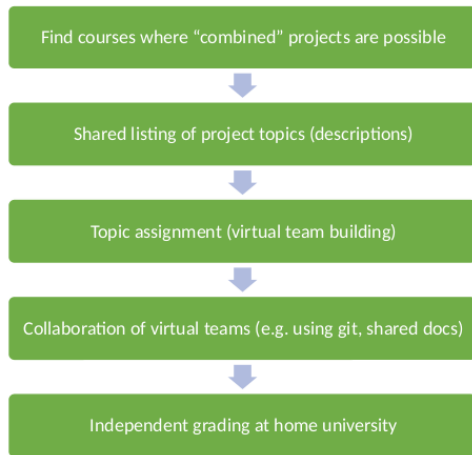 Find courses where “combined” projects are possible
Shared listing of project topics (descriptions)
Topic assignment (virtual team building)
Collaboration of virtual teams (e.g. using git, shared docs)
Independent grading at home university